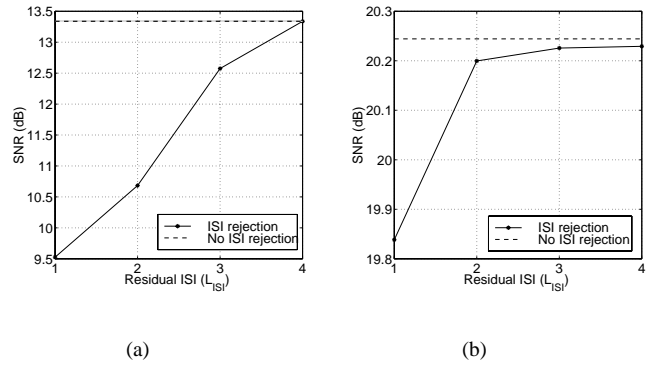 13.5
13
12.5
12
11.5
11
10.5
10
9.5
SNR (dB)
1 2 3 4
Residual ISI (L_ISI)
ISI rejection
No ISI rejection
(a)
20.3
20.2
20.1
20
19.9
19.8
SNR (dB)
1 2 3 4
Residual ISI (L_ISI)
ISI rejection
No ISI rejection
(b)